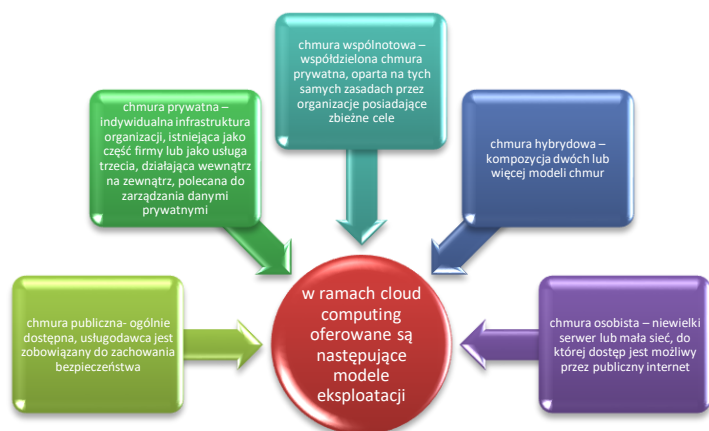 chmura wspólnotowa –
współdzielona chmura
prywatna, oparta na tych
samych zasadach przez
organizacje posiadające
zbieżne cele
chmura prywatna –
indywidualna infrastruktura
organizacji, istniejąca jako
część firmy lub jako usługa
trzecia, działająca wewnątrz
na zewnątrz, polecana do
zarządzania danymi
prywatnymi
chmura hybrydowa –
kompozycja dwóch lub
więcej modeli chmur
chmura publiczna- ogólnie
dostępna, usługodawca jest
zobowiązany do zachowania
bezpieczeństwa
w ramach cloud
computing
oferowane są
następujące
modele
eksploatacji
chmura osobista – niewielki
serwer lub mała sieć, do
której dostęp jest możliwy
przez publiczny internet